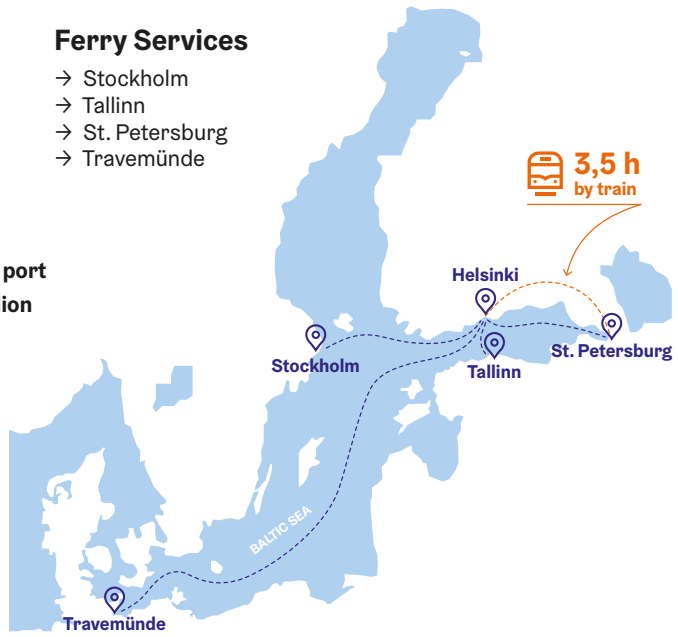 Ferry Services
→ Stockholm
→ Tallinn
→ St. Petersburg
→ Travemünde
3,5 h
by train
port
ion
Helsinki
Stockholm
Tallinn
St. Petersburg
BALTIC SEA
Travemünde